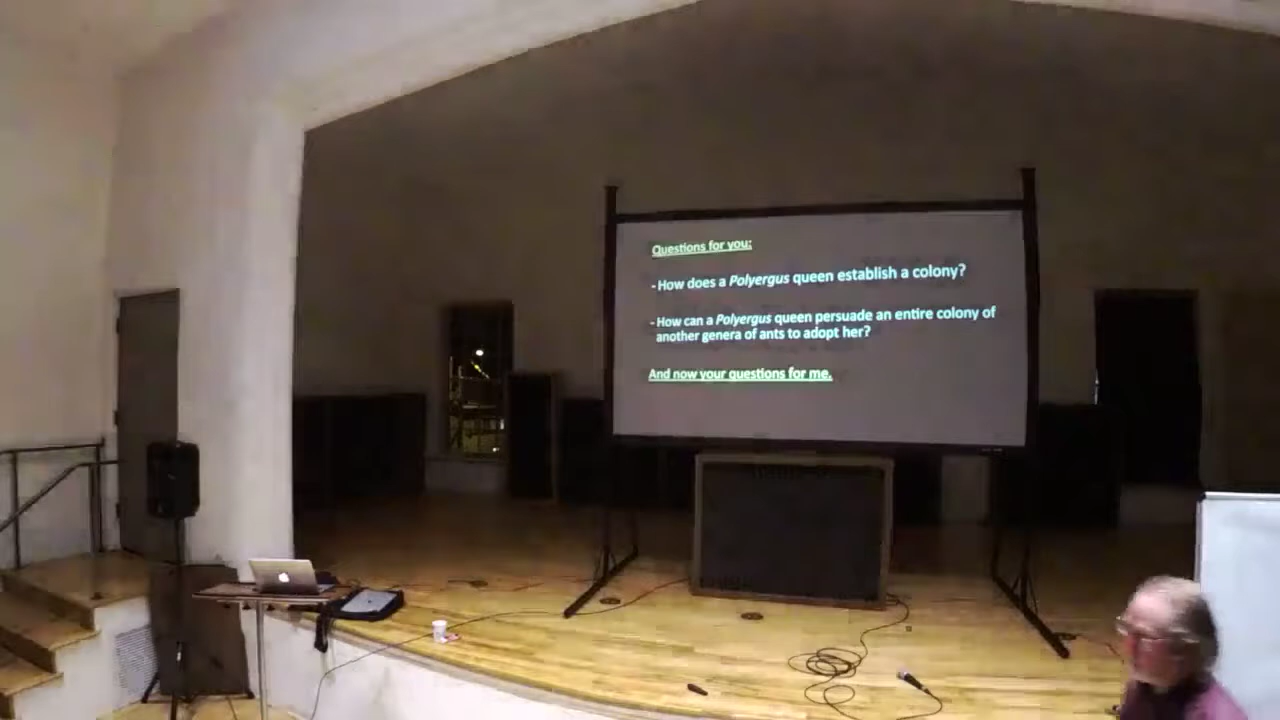 Questions for you:
- How does a Polyergus queen establish a colony?
- How can a Polyergus queen persuade an entire colony of
another genera of ants to adopt her?
And now your questions for me.